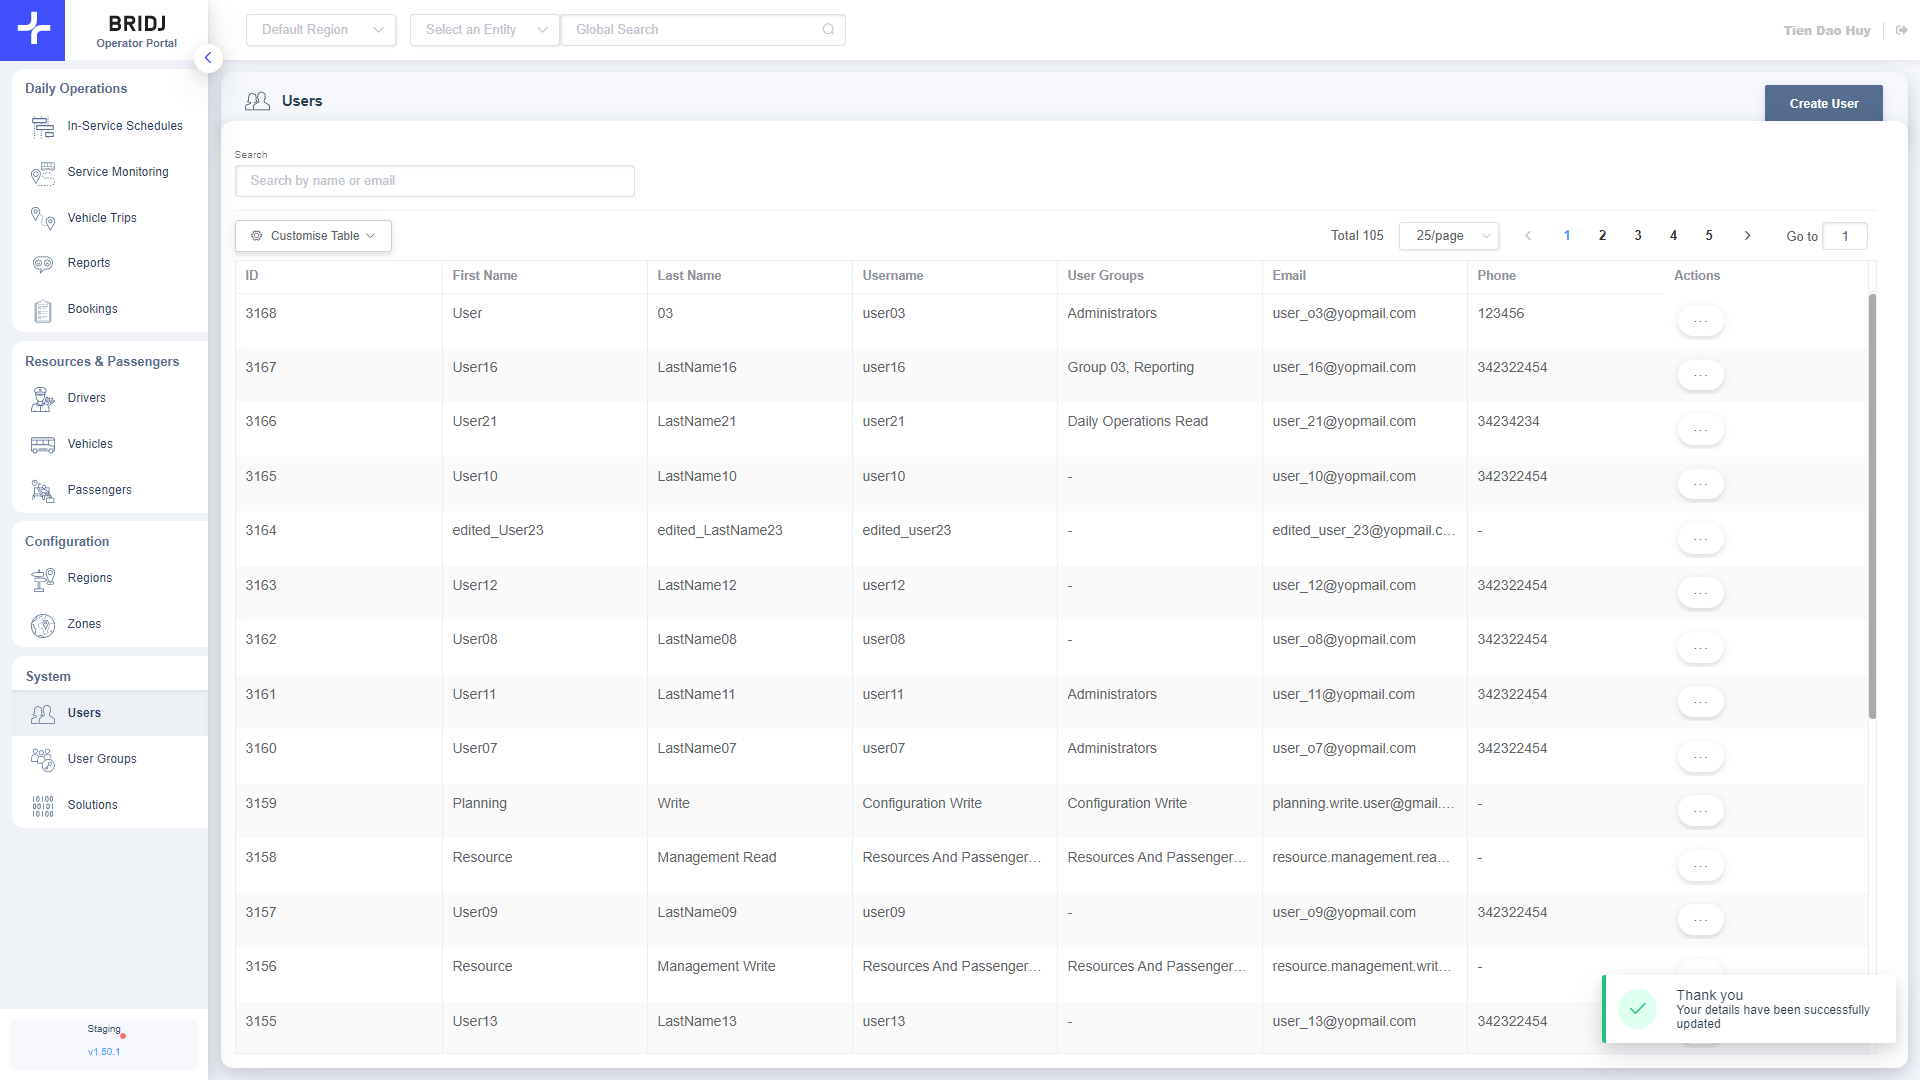 BRIDJ
Operator Portal
Default Region
Select an Entity
Global Search
Tien Dao Huy
Daily Operations
In-Service Schedules
Service Monitoring
Vehicle Trips
Reports
Bookings
Resources & Passengers
Drivers
Vehicles
Passengers
Configuration
Regions
Zones
System
Users
User Groups
Solutions
Staging
v1.50.1
Users
Create User
Search
Search by name or email
Customise Table
Total 105 25/page 1 2 3 4 5 Go to 1
ID First Name Last Name Username User Groups Email Phone Actions
3168 User 03 user03 Administrators user_o3@yopmail.com 123456 ...
3167 User16 LastName16 user16 Group 03, Reporting user_16@yopmail.com 342322454 ...
3166 User21 LastName21 user21 Daily Operations Read user_21@yopmail.com 34234234 ...
3165 User10 LastName10 user10 - user_10@yopmail.com 342322454 ...
3164 edited_User23 edited_LastName23 edited_user23 - edited_user_23@yopmail.c... - ...
3163 User12 LastName12 user12 - user_12@yopmail.com 342322454 ...
3162 User08 LastName08 user08 - user_o8@yopmail.com 342322454 ...
3161 User11 LastName11 user11 Administrators user_11@yopmail.com 342322454 ...
3160 User07 LastName07 user07 Administrators user_o7@yopmail.com 342322454 ...
3159 Planning Write Configuration Write Configuration Write planning.write.user@gmail.... - ...
3158 Resource Management Read Resources And Passenger... Resources And Passenger... resource.management.rea... - ...
3157 User09 LastName09 user09 - user_o9@yopmail.com 342322454 ...
3156 Resource Management Write Resources And Passenger... Resources And Passenger... resource.management.writ... -
3155 User13 LastName13 user13 - user_13@yopmail.com 342322454
Thank you
Your details have been successfully
updated